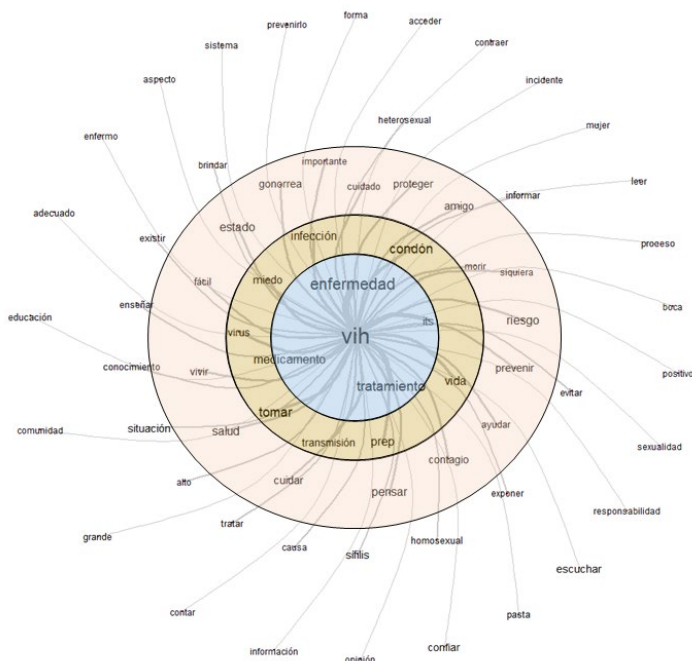 forma
acceder
prevenirlo
contraer
sistema
incidente
aspecto
heterosexual
mujer
enfermo
importante
brindar
gonorrea
cuidado
proteger
leer
informar
adecuado
estado
amigo
existir
infección
condón
proceso
morir
siquiera
fácil
miedo
enfermedad
enseñar
boca
educación
virus
vih
its
riesgo
conocimiento
vivir
medicamento
prevenir
positivo
tratamiento
vida
evitar
comunidad
situación
salud
tomar
ayudar
sexualidad
transmisión
prep
contagio
alto
cuidar
pensar
exponer
responsabilidad
grande
tratar
causa
sífilis
homosexual
escuchar
contar
pasta
información
opinión
confiar